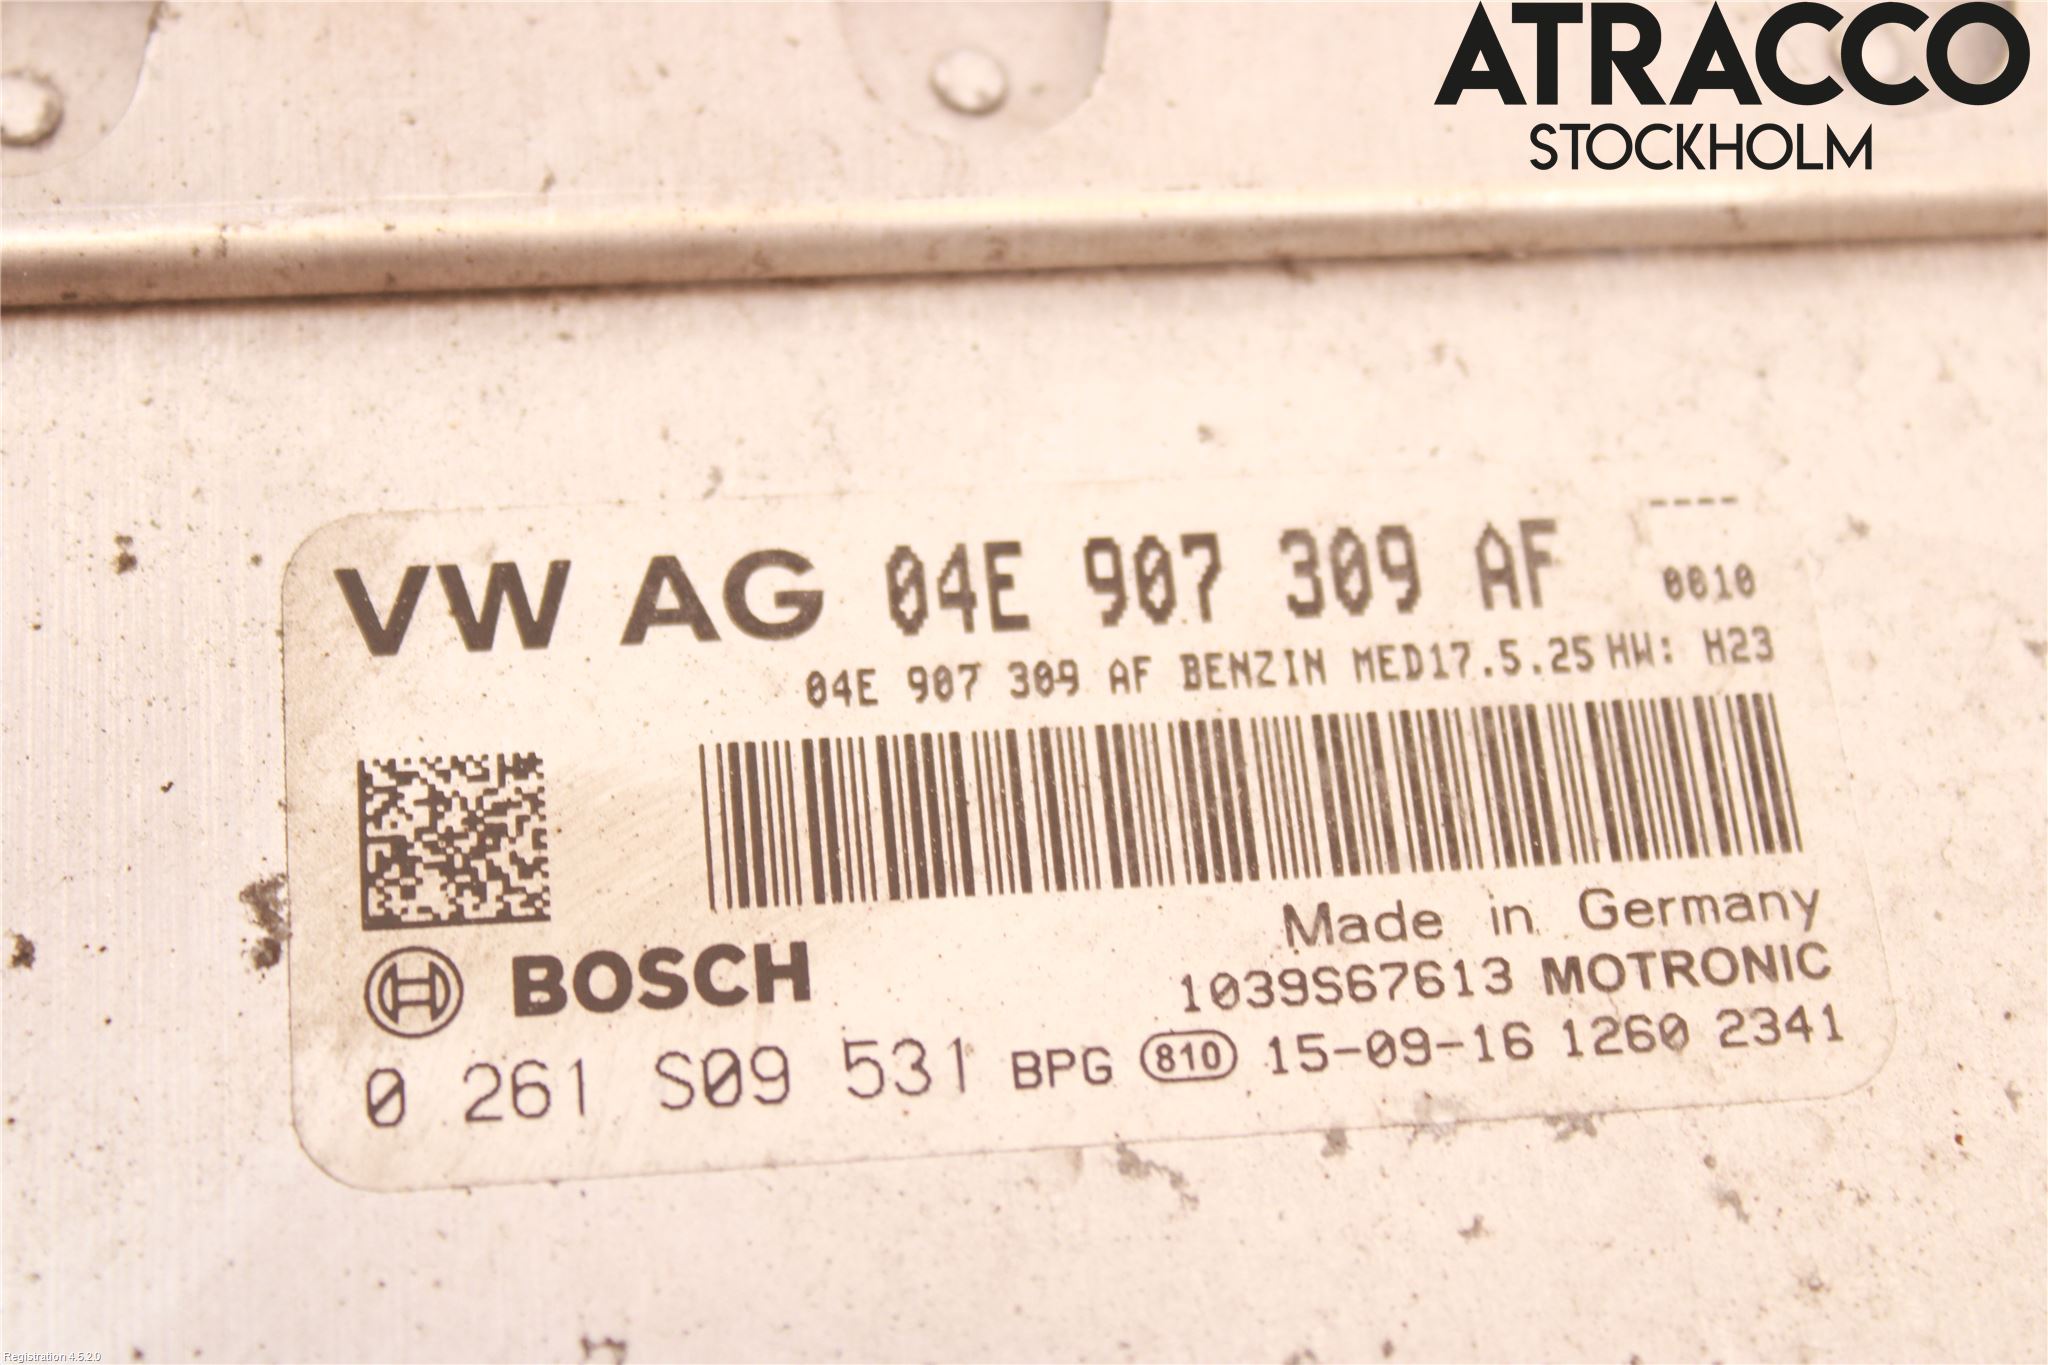 ATRACCO
STOCKHOLM
----
VW AG 04E 907 309 AF 0010
04E 907 309 AF BENZIN MED17.5.25 HW: H23
Made in Germany
BOSCH 1039S67613 MOTRONIC
0 261 S09 531 BPG 810 15-09-16 1260 2341
Registration 4.5.2.0